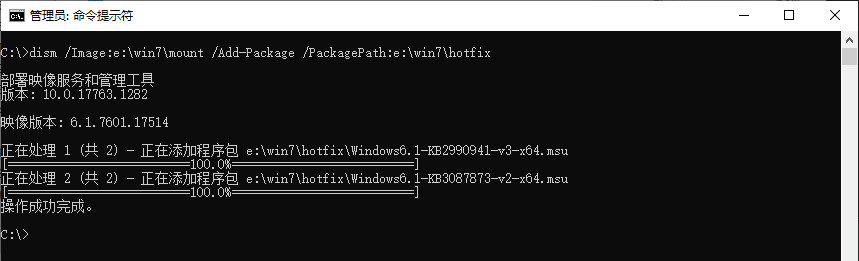 管理员: 命令提示符
C:\>dism /Image:e:\win7\mount /Add-Package /PackagePath:e:\win7\hotfix
部署映像服务和管理工具
版本: 10.0.17763.1282
映像版本: 6.1.7601.17514
正在处理 1 (共 2) - 正在添加程序包 e:\win7\hotfix\Windows6.1-KB2990941-v3-x64.msu
[==========================100.0%==========================]
正在处理 2 (共 2) - 正在添加程序包 e:\win7\hotfix\Windows6.1-KB3087873-v2-x64.msu
[==========================100.0%==========================]
操作成功完成。
C:\>